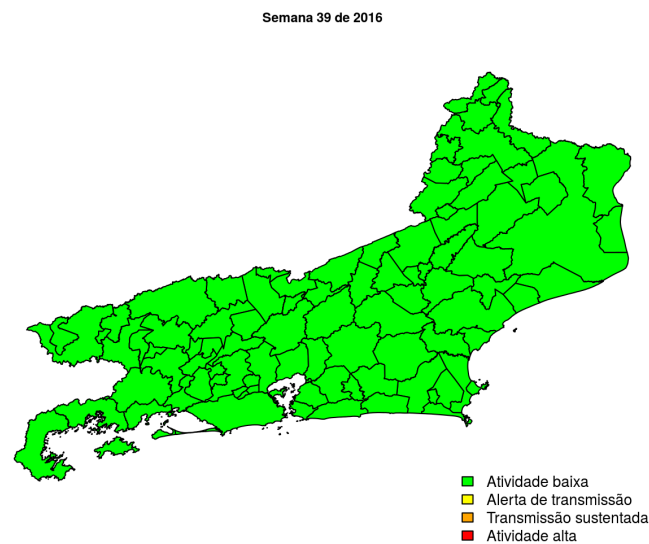 Semana 39 de 2016
Atividade baixa
Alerta de transmissão
Transmissão sustentada
Atividade alta